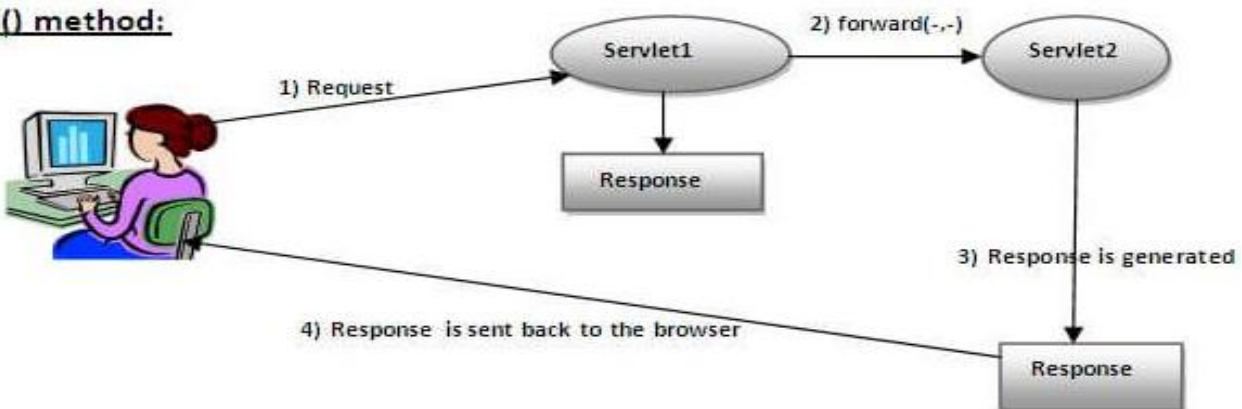 () method:
Servlet1
2) forward(-,-)
Servlet2
1) Request
Response
3) Response is generated
4) Response is sent back to the browser
Response